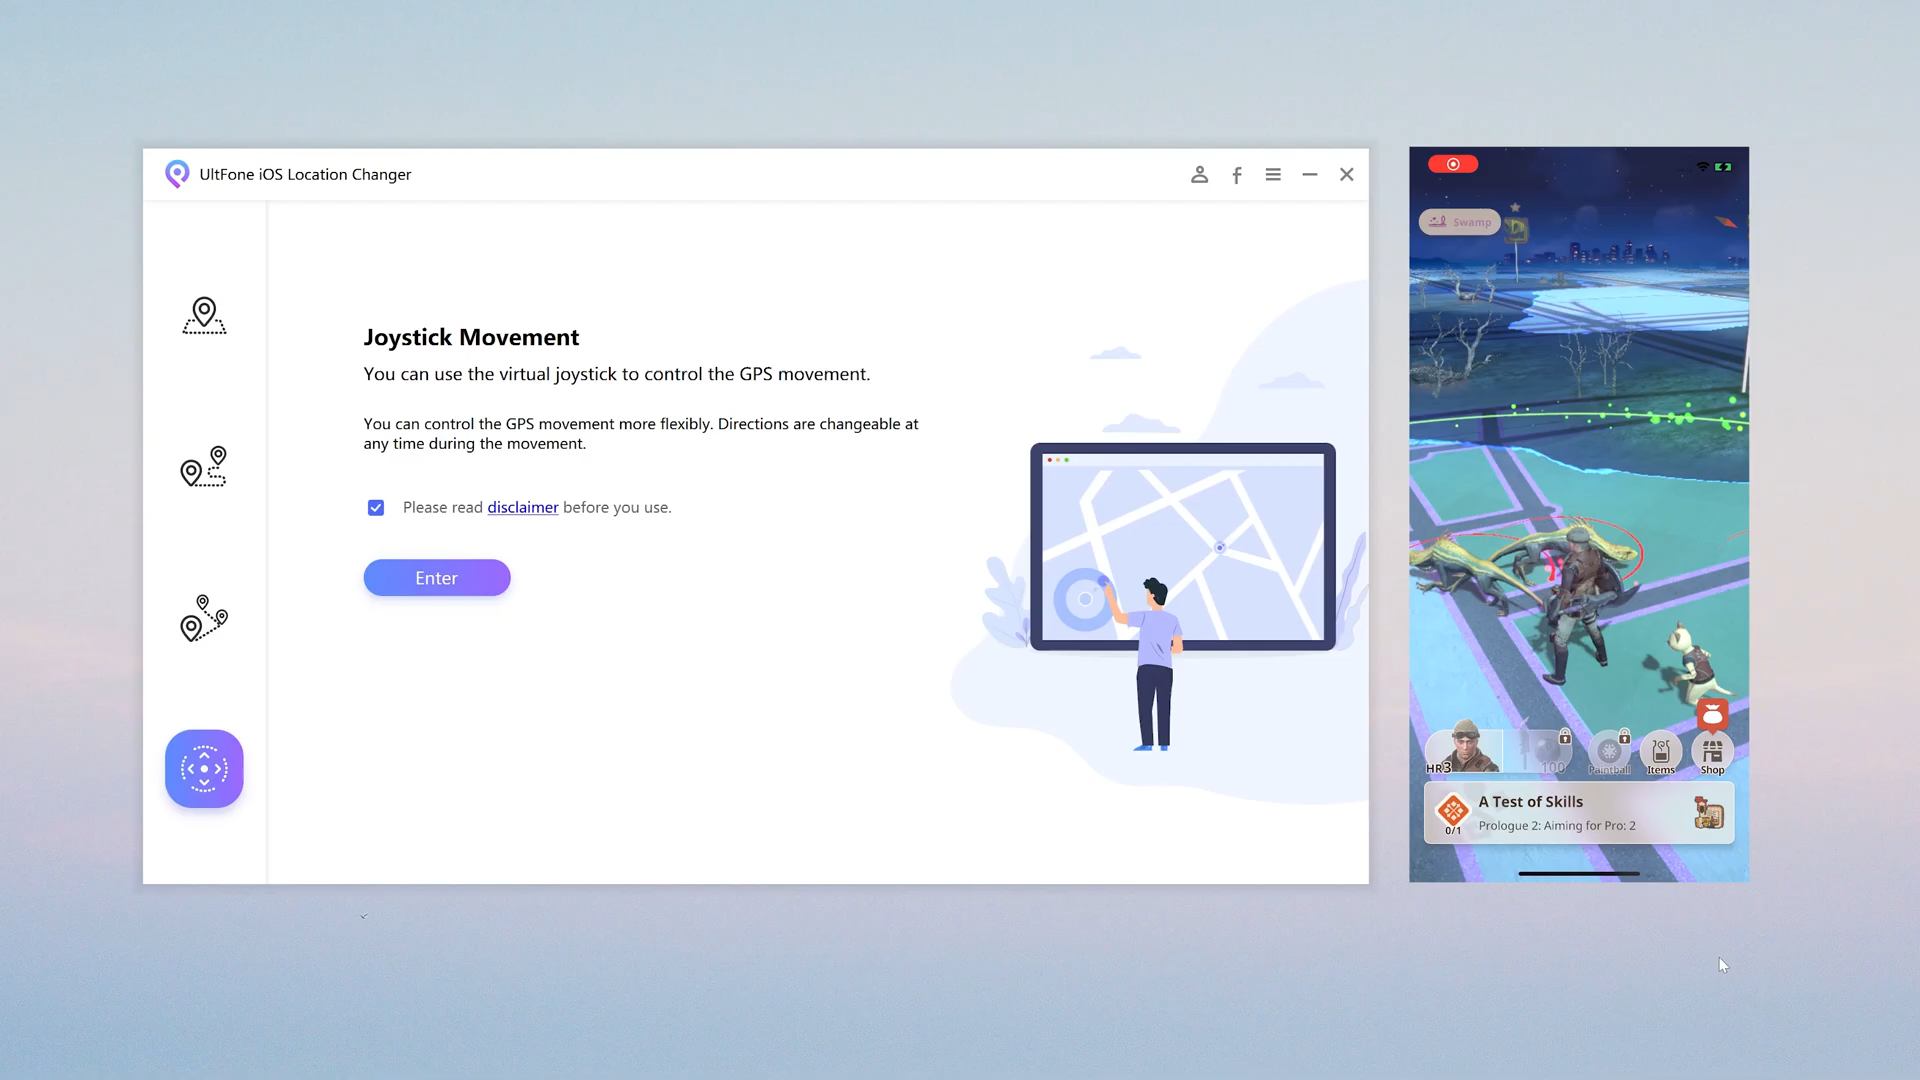 UltFone iOS Location Changer
Joystick Movement
You can use the virtual joystick to control the GPS movement.
You can control the GPS movement more flexibly. Directions are changeable at
any time during the movement.
Please read disclaimer before you use.
Enter
Swamp
HR3
100
Paintball
Items
Shop
A Test of Skills
0/1
Prologue 2: Aiming for Pro: 2